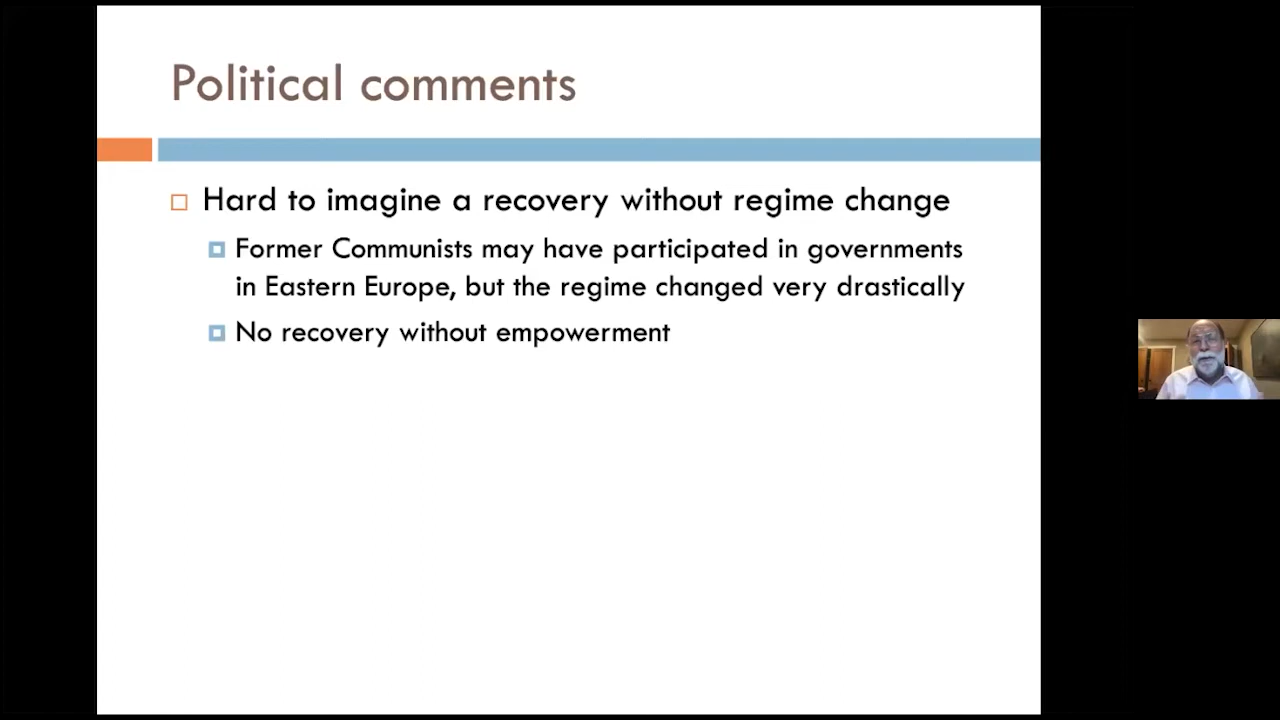 Political comments
Hard to imagine a recovery without regime change
Former Communists may have participated in governments
in Eastern Europe, but the regime changed very drastically
No recovery without empowerment